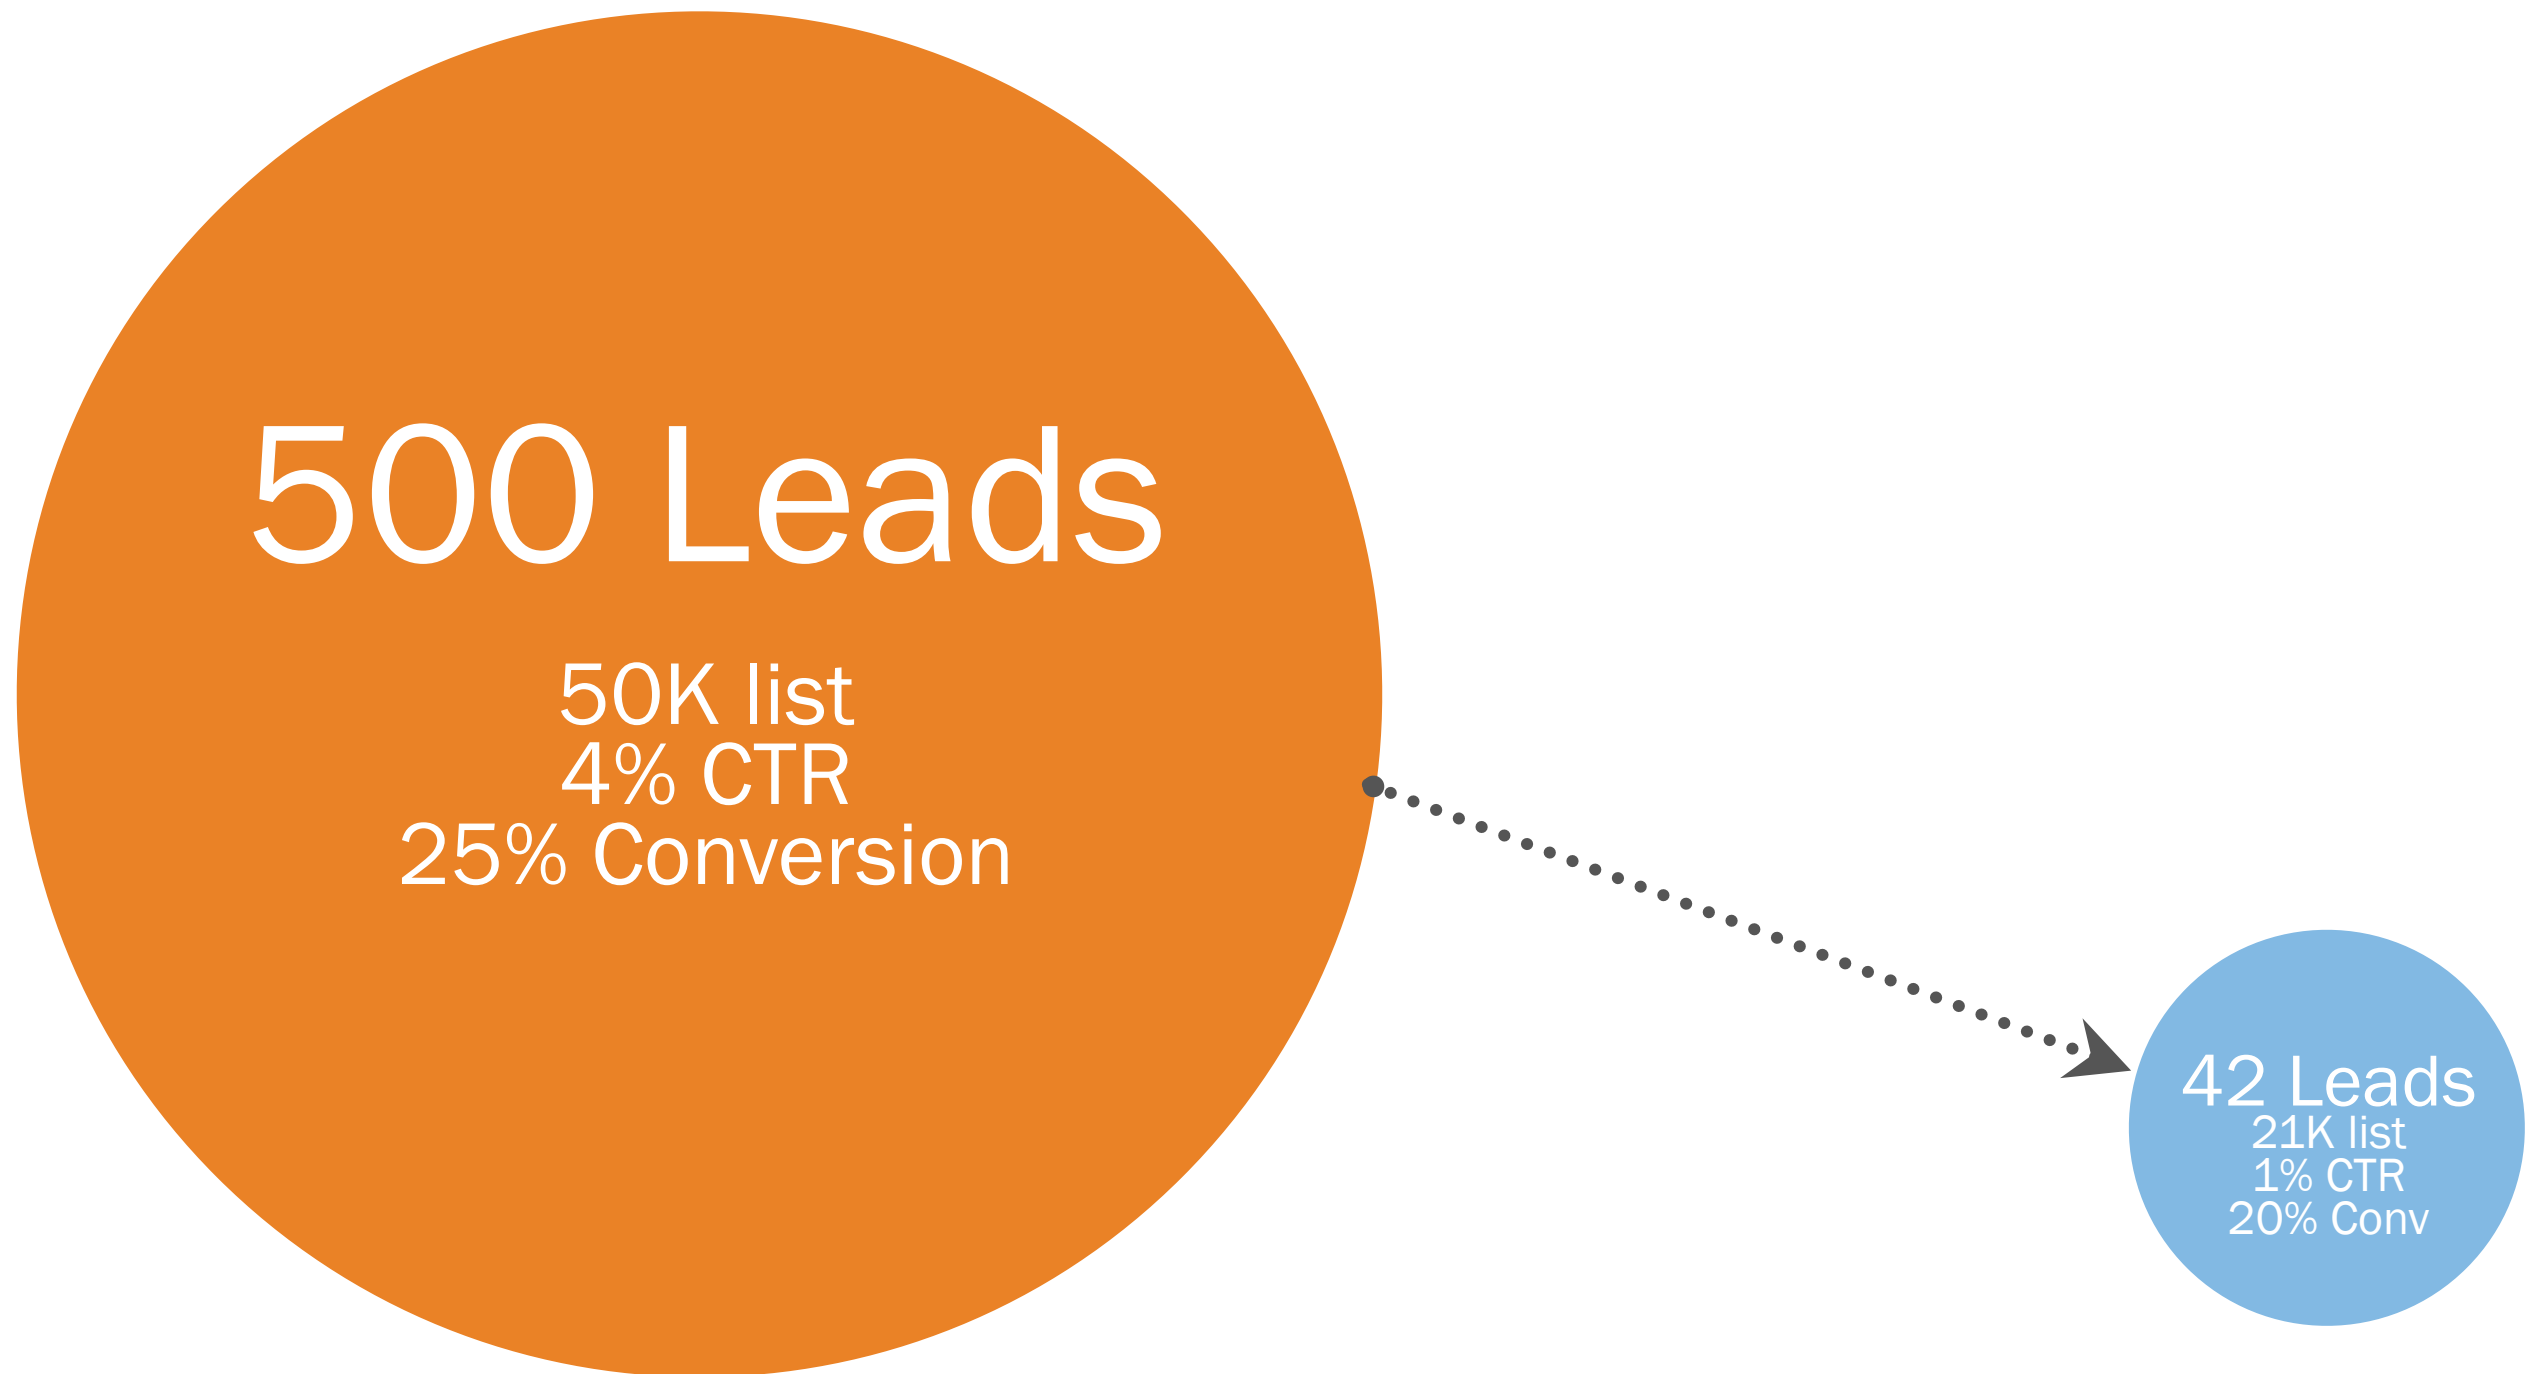 500 Leads
50K list
4% CTR
25% Conversion
42 Leads
21K list
1% CTR
20% Conv